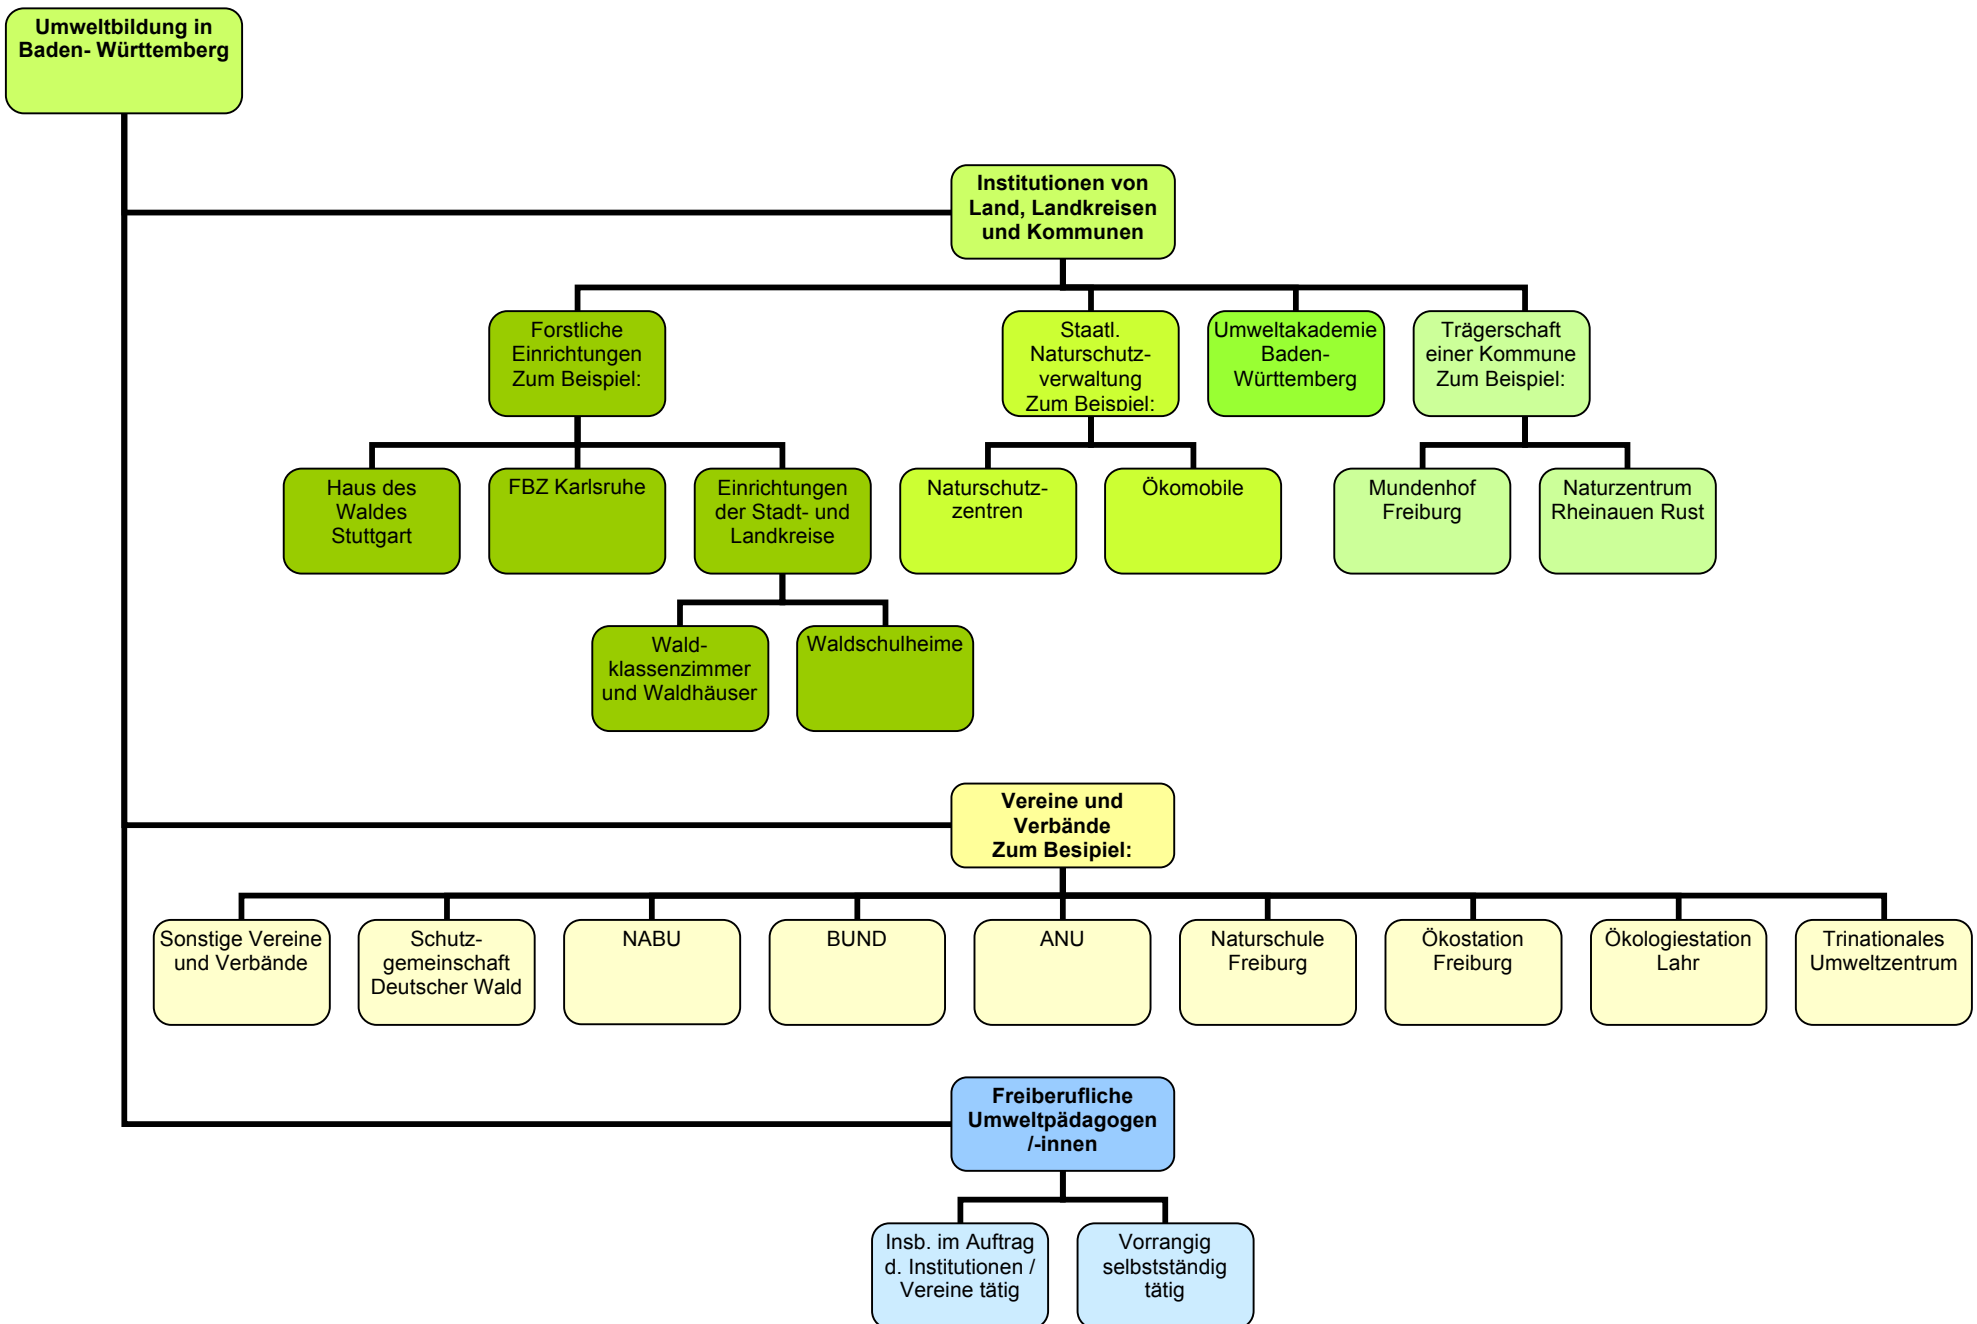 Umweltbildung in
Baden- Württemberg
Institutionen von
Land, Landkreisen
und Kommunen
Forstliche
Einrichtungen
Zum Beispiel:
Staatl.
Naturschutz-
verwaltung
Zum Beispiel:
Umweltakademie
Baden-
Württemberg
Trägerschaft
einer Kommune
Zum Beispiel:
Haus des
Waldes
Stuttgart
FBZ Karlsruhe
Einrichtungen
der Stadt- und
Landkreise
Naturschutz-
zentren
Ökomobile
Mundenhof
Freiburg
Naturzentrum
Rheinauen Rust
Wald-
klassenzimmer
und Waldhäuser
Waldschulheime
Vereine und
Verbände
Zum Besipiel:
Sonstige Vereine
und Verbände
Schutz-
gemeinschaft
Deutscher Wald
NABU
BUND
ANU
Naturschule
Freiburg
Ökostation
Freiburg
Ökologiestation
Lahr
Trinationales
Umweltzentrum
Freiberufliche
Umweltpädagogen
/-innen
Insb. im Auftrag
d. Institutionen /
Vereine tätig
Vorrangig
selbstständig
tätig